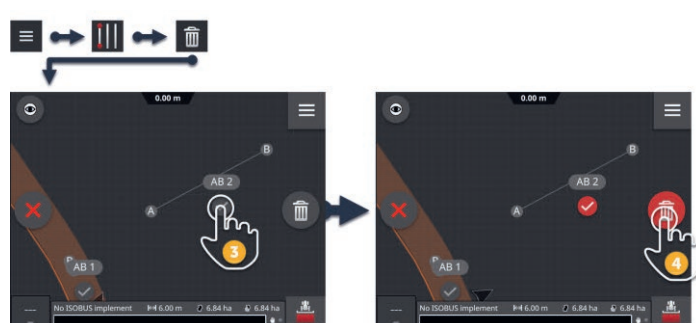 0.00 m
B
AB 2
A
3
AB 1
---
No ISOBUS implement 6.00 m 6.84 ha 6.84 ha
0.00 m
B
AB 2
A
4
AB 1
---
No ISOBUS implement 6.00 m 6.84 ha 6.84 ha